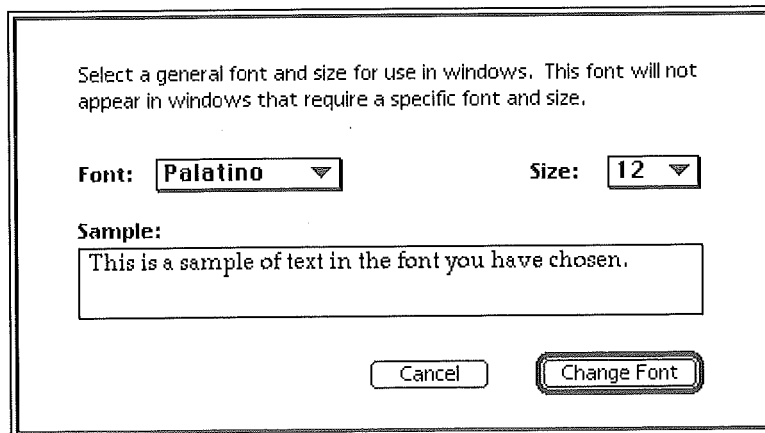 Select a general font and size for use in windows. This font will not
appear in windows that require a specific font and size.
Font: Palatino Size: 12
Sample:
This is a sample of text in the font you have chosen.
Cancel Change Font